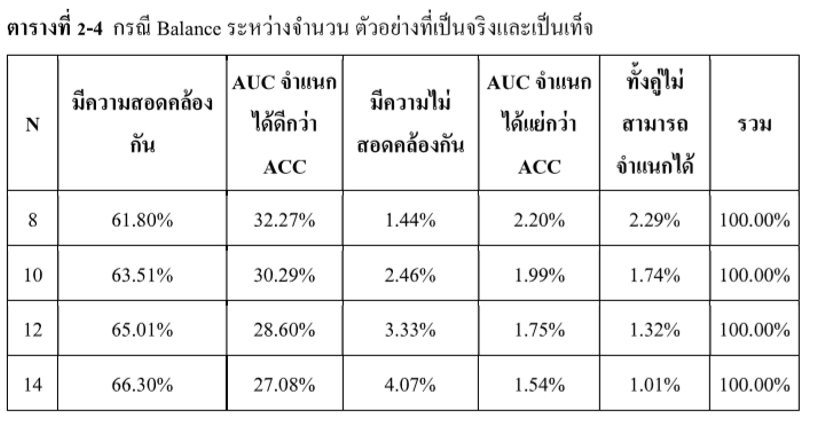 ตารางที่ 2-4 กรณี Balance ระหว่างจำนวน ตัวอย่างที่เป็นจริงและเป็นเท็จ
N มีความสอดคล้องกัน AUC จำแนกได้ดีกว่า ACC มีความไม่สอดคล้องกัน AUC จำแนกได้แย่กว่า ACC ทั้งคู่ไม่สามารถจำแนกได้ รวม
8 61.80% 32.27% 1.44% 2.20% 2.29% 100.00%
10 63.51% 30.29% 2.46% 1.99% 1.74% 100.00%
12 65.01% 28.60% 3.33% 1.75% 1.32% 100.00%
14 66.30% 27.08% 4.07% 1.54% 1.01% 100.00%